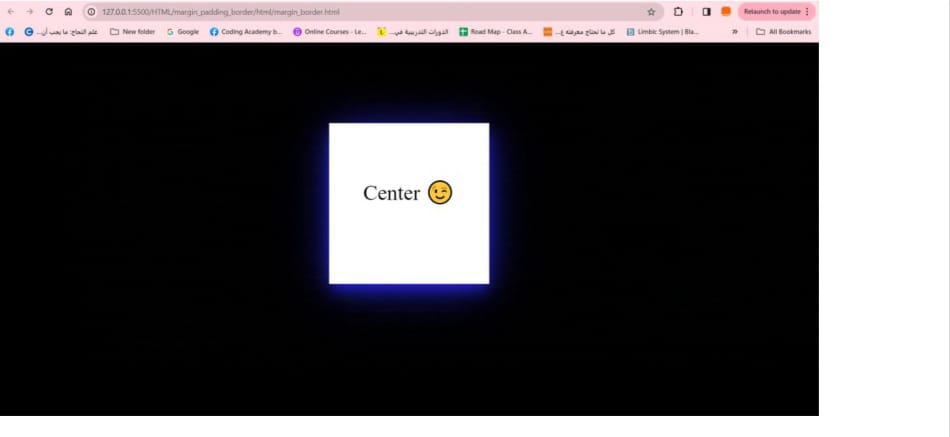 127.0.0.1:5500/HTML/margin_padding_border/html/margin_border.html
Relaunch to update
علم النجاح: ما يجب أن...
New folder
Google
Coding Academy b...
Online Courses - Le...
الدورات التدريبية في...
Road Map - Class A...
كل ما تحتاج معرفته ع...
Limbic System | Bla...
»
All Bookmarks
Center 😉